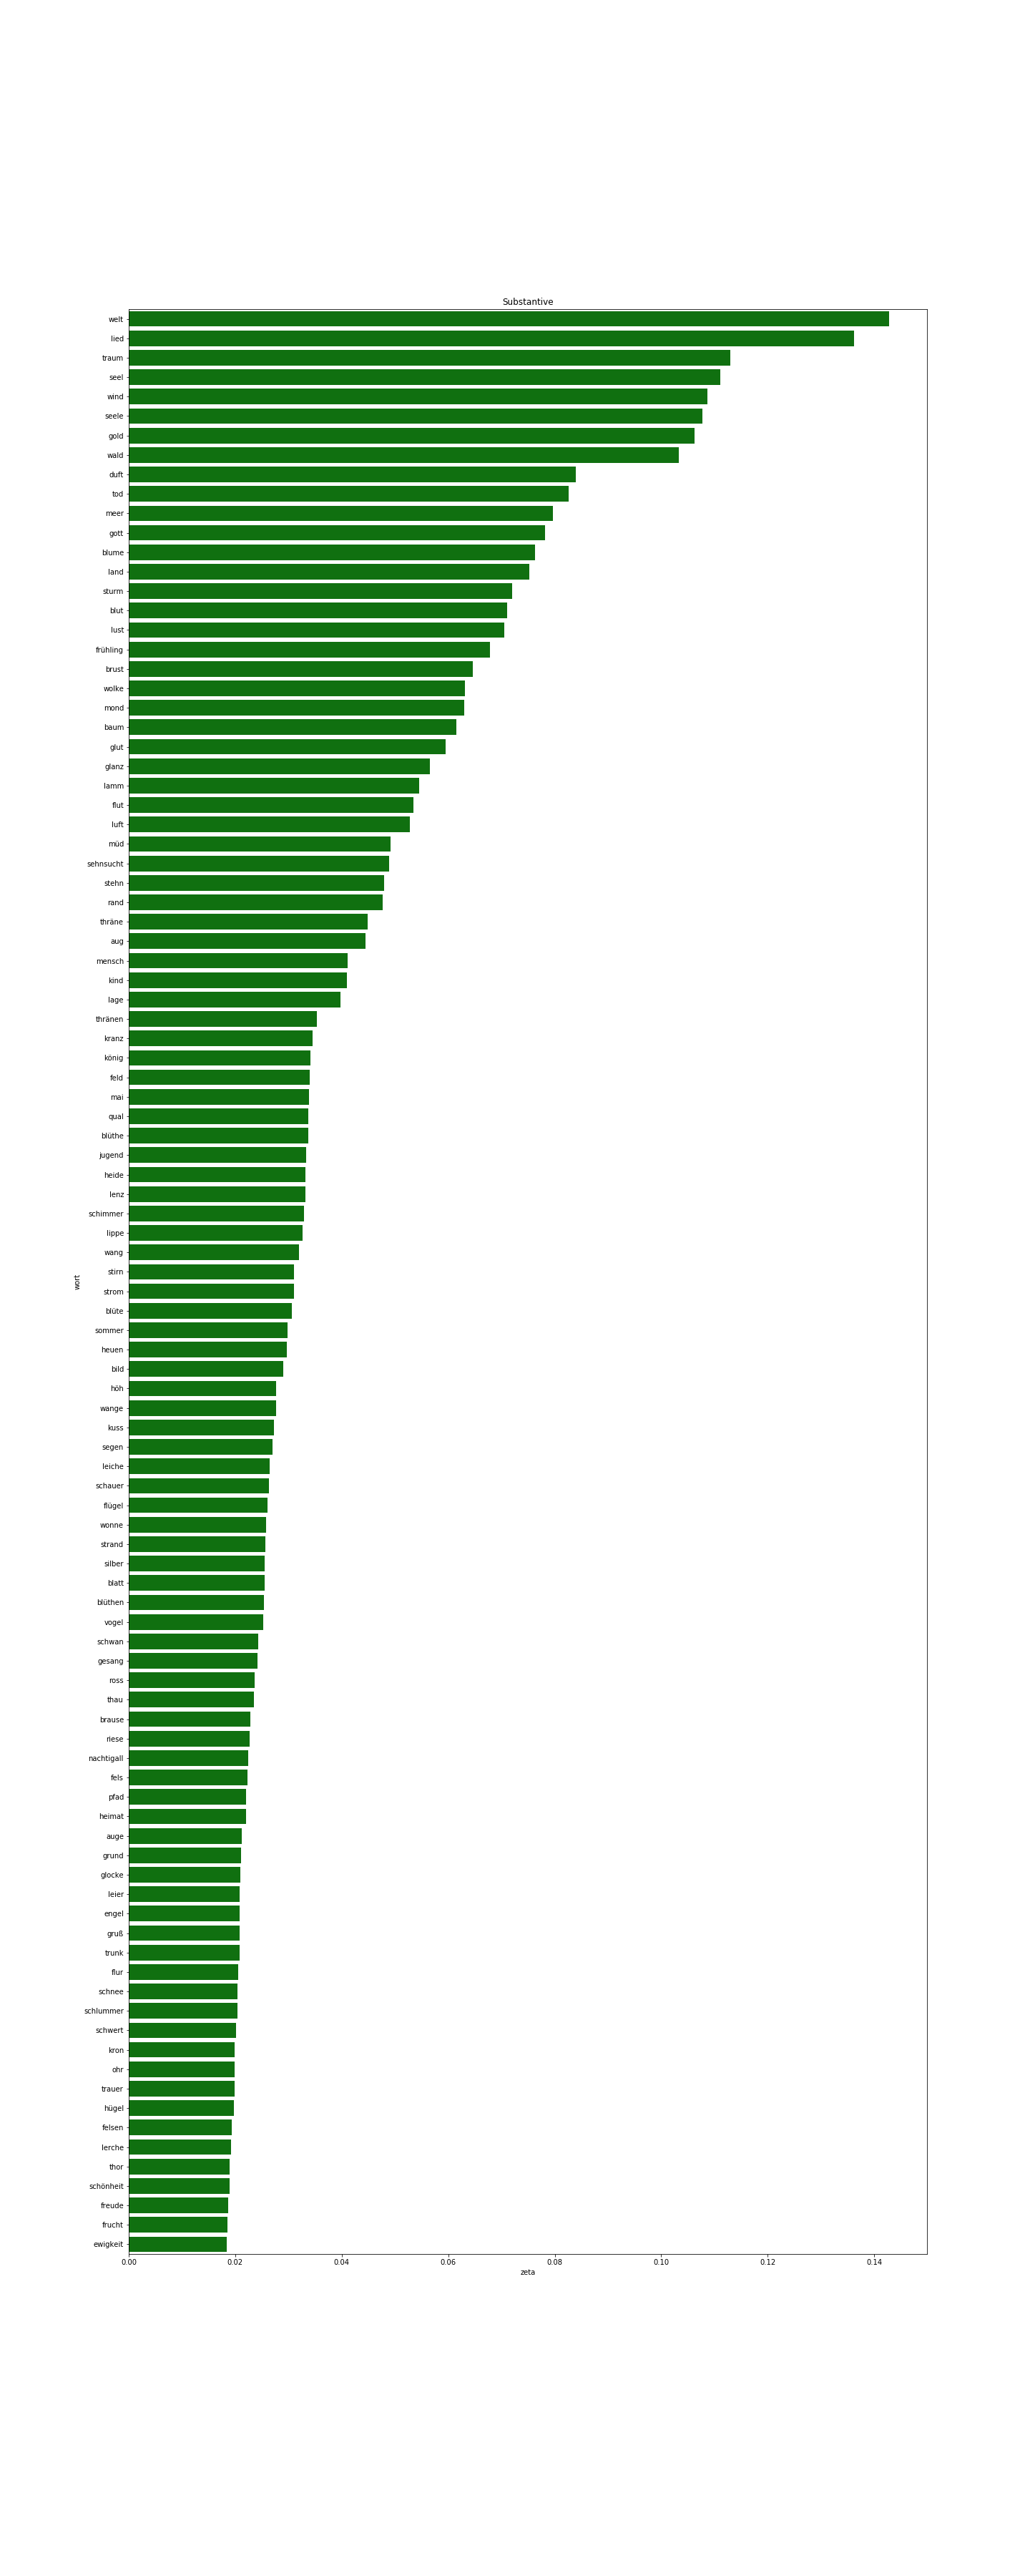 Substantive
welt
lied
traum
seel
wind
seele
gold
wald
duft
tod
meer
gott
blume
land
sturm
blut
lust
frühling
brust
wolke
mond
baum
glut
glanz
lamm
flut
luft
müd
sehnsucht
stehn
rand
thräne
aug
mensch
kind
lage
thränen
kranz
könig
feld
mai
qual
blüthe
jugend
heide
lenz
schimmer
lippe
wang
stirn
strom
blüte
sommer
heuen
bild
höh
wange
kuss
segen
leiche
schauer
flügel
wonne
strand
silber
blatt
blüthen
vogel
schwan
gesang
ross
thau
brause
riese
nachtigall
fels
pfad
heimat
auge
grund
glocke
leier
engel
gruß
trunk
flur
schnee
schlummer
schwert
kron
ohr
trauer
hügel
felsen
lerche
thor
schönheit
freude
frucht
ewigkeit
wort
0.00 0.02 0.04 0.06 0.08 0.10 0.12 0.14
zeta